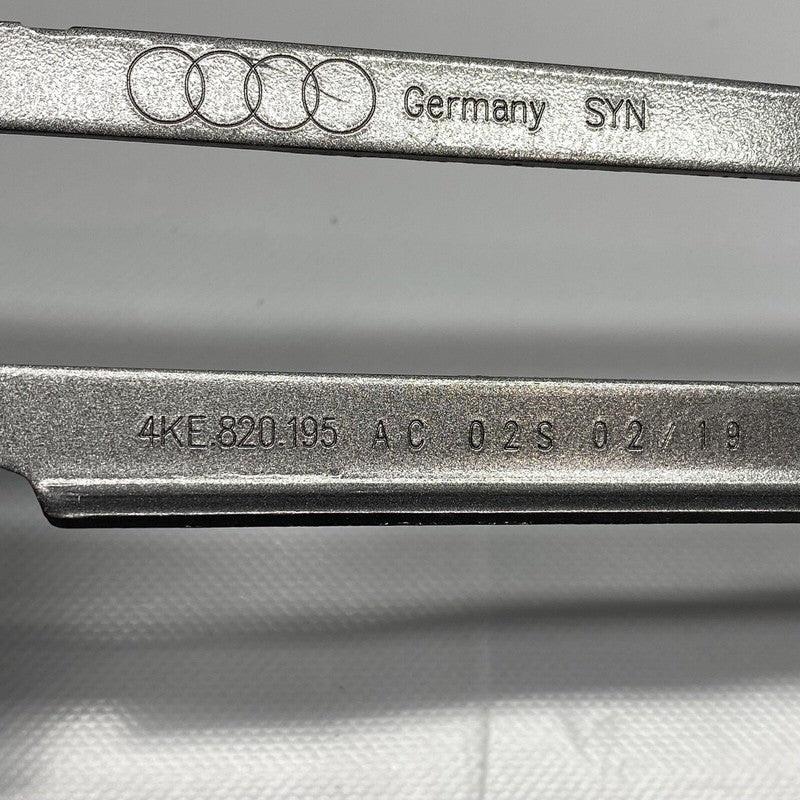 Germany SYN
4KE.820.195 AC 02S 02/19